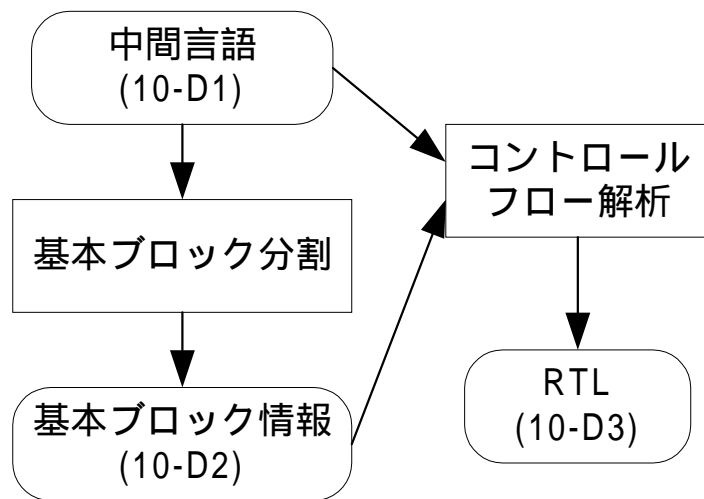 中間言語
(10-D1)
基本ブロック分割
基本ブロック情報
(10-D2)
コントロール
フロー解析
RTL
(10-D3)